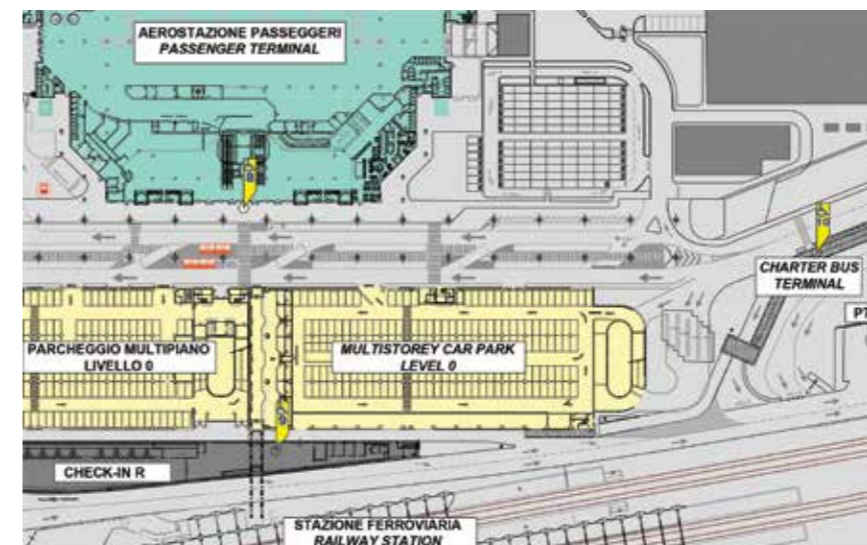 AEROSTAZIONE PASSEGGERI
PASSENGER TERMINAL
CHARTER BUS
TERMINAL
PARCHEGGIO MULTIPIANO
LIVELLO 0
MULTISTOREY CAR PARK
LEVEL 0
CHECK-IN R
STAZIONE FERROVIARIA
RAILWAY STATION